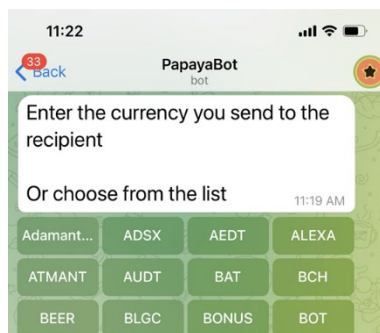 11:22
33
Back
PapayaBot
bot
Enter the currency you send to the
recipient
Or choose from the list
11:19 AM
Adamant... ADSX AEDT ALEXA
ATMANT AUDT BAT BCH
BEER BLGC BONUS BOT